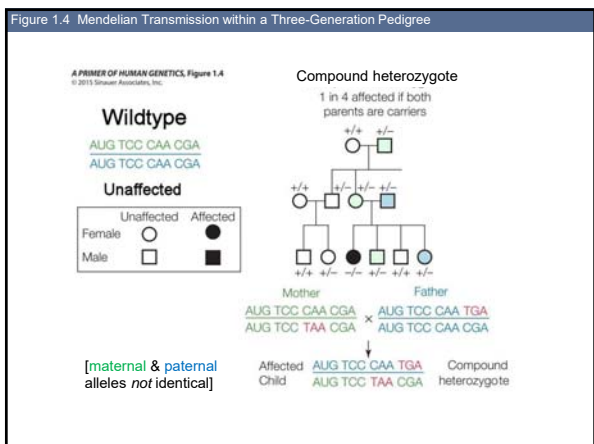 Figure 1.4 Mendelian Transmission within a Three-Generation Pedigree
A PRIMER OF HUMAN GENETICS, Figure 1.4
© 2015 Sinauer Associates, Inc.
Wildtype
AUG TCC CAA CGA
AUG TCC CAA CGA
Unaffected
Unaffected Affected
Female
Male
Compound heterozygote
1 in 4 affected if both
parents are carriers
+/+ +/–
+/+ +/– +/– +/–
+/+ +/+ –/– +/– +/+ +/–
Mother Father
AUG TCC CAA CGA × AUG TCC CAA TGA
AUG TCC TAA CGA AUG TCC CAA CGA
[maternal & paternal
alleles not identical]
Affected AUG TCC CAA TGA Compound
Child AUG TCC TAA CGA heterozygote